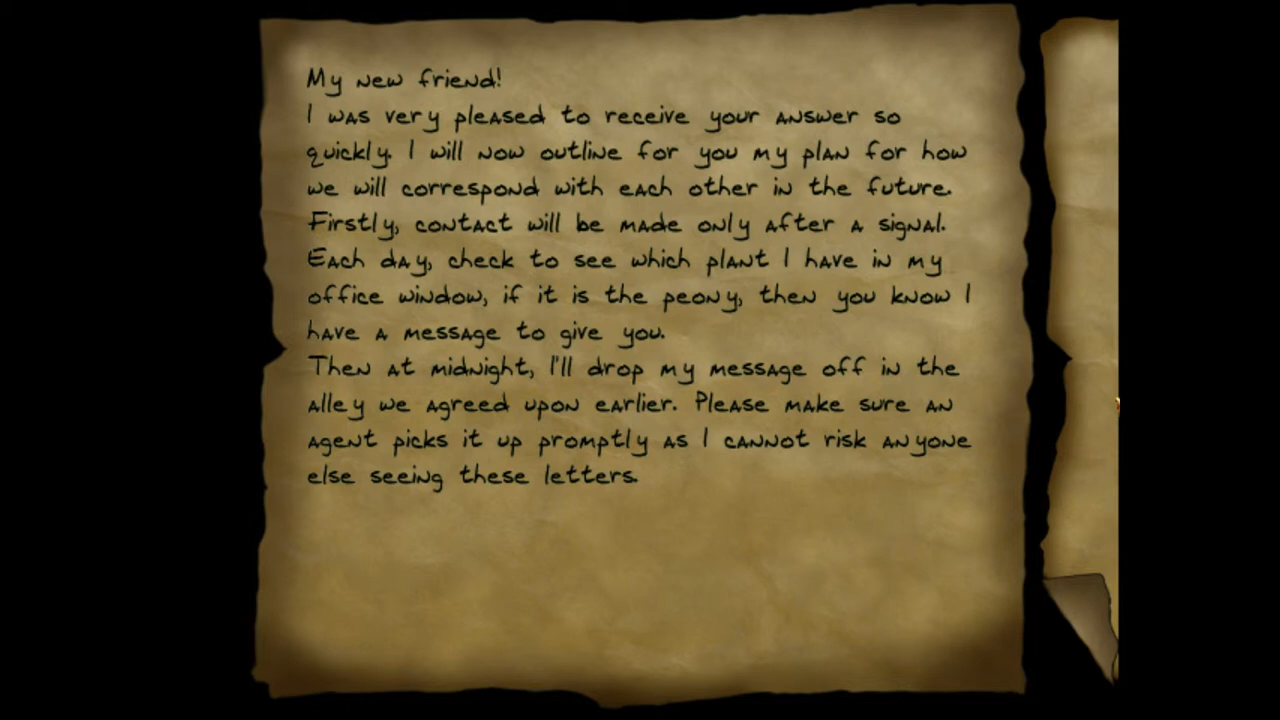 My new friend!
I was very pleased to receive your answer so
quickly. I will now outline for you my plan for how
we will correspond with each other in the future.
Firstly, contact will be made only after a signal.
Each day, check to see which plant I have in my
office window, if it is the peony, then you know I
have a message to give you.
Then at midnight, I'll drop my message off in the
alley we agreed upon earlier. Please make sure an
agent picks it up promptly as I cannot risk anyone
else seeing these letters.